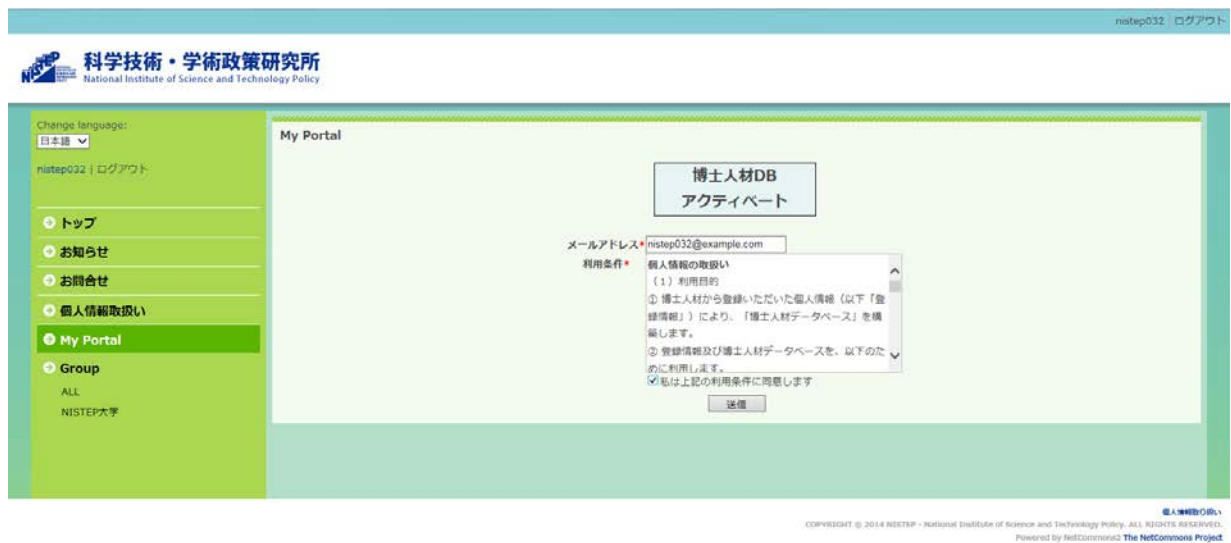 nistep032 | ログアウト
NISTEP
科学技術・学術政策研究所
National Institute of Science and Technology Policy
Change language:
日本語
nistep032 | ログアウト
トップ
お知らせ
お問合せ
個人情報取扱い
My Portal
Group
ALL
NISTEP大学
My Portal
博士人材DB
アクティベート
メールアドレス* nistep032@example.com
利用条件*
個人情報の取扱い
(1)利用目的
① 博士人材から登録いただいた個人情報(以下「登
録情報」)により、「博士人材データベース」を構
築します。
② 登録情報及び博士人材データベースを、以下のた
めに利用します。
私は上記の利用条件に同意します
送信
個人情報取り扱い
COPYRIGHT © 2014 NISTEP - National Institute of Science and Technology Policy. ALL RIGHTS RESERVED.
Powered by NetCommons2 The NetCommons Project